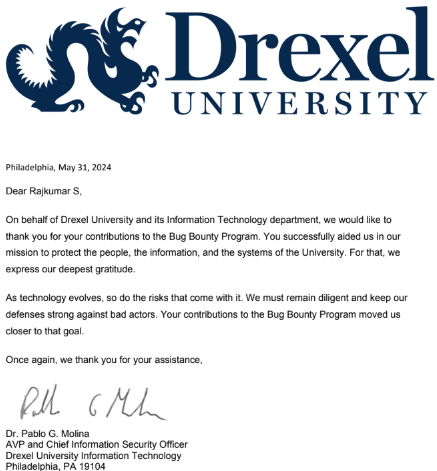 Drexel
UNIVERSITY
Philadelphia, May 31, 2024
Dear Rajkumar S,
On behalf of Drexel University and its Information Technology department, we would like to
thank you for your contributions to the Bug Bounty Program. You successfully aided us in our
mission to protect the people, the information, and the systems of the University. For that, we
express our deepest gratitude.
As technology evolves, so do the risks that come with it. We must remain diligent and keep our
defenses strong against bad actors. Your contributions to the Bug Bounty Program moved us
closer to that goal.
Once again, we thank you for your assistance,
Dr. Pablo G. Molina
AVP and Chief Information Security Officer
Drexel University Information Technology
Philadelphia, PA 19104